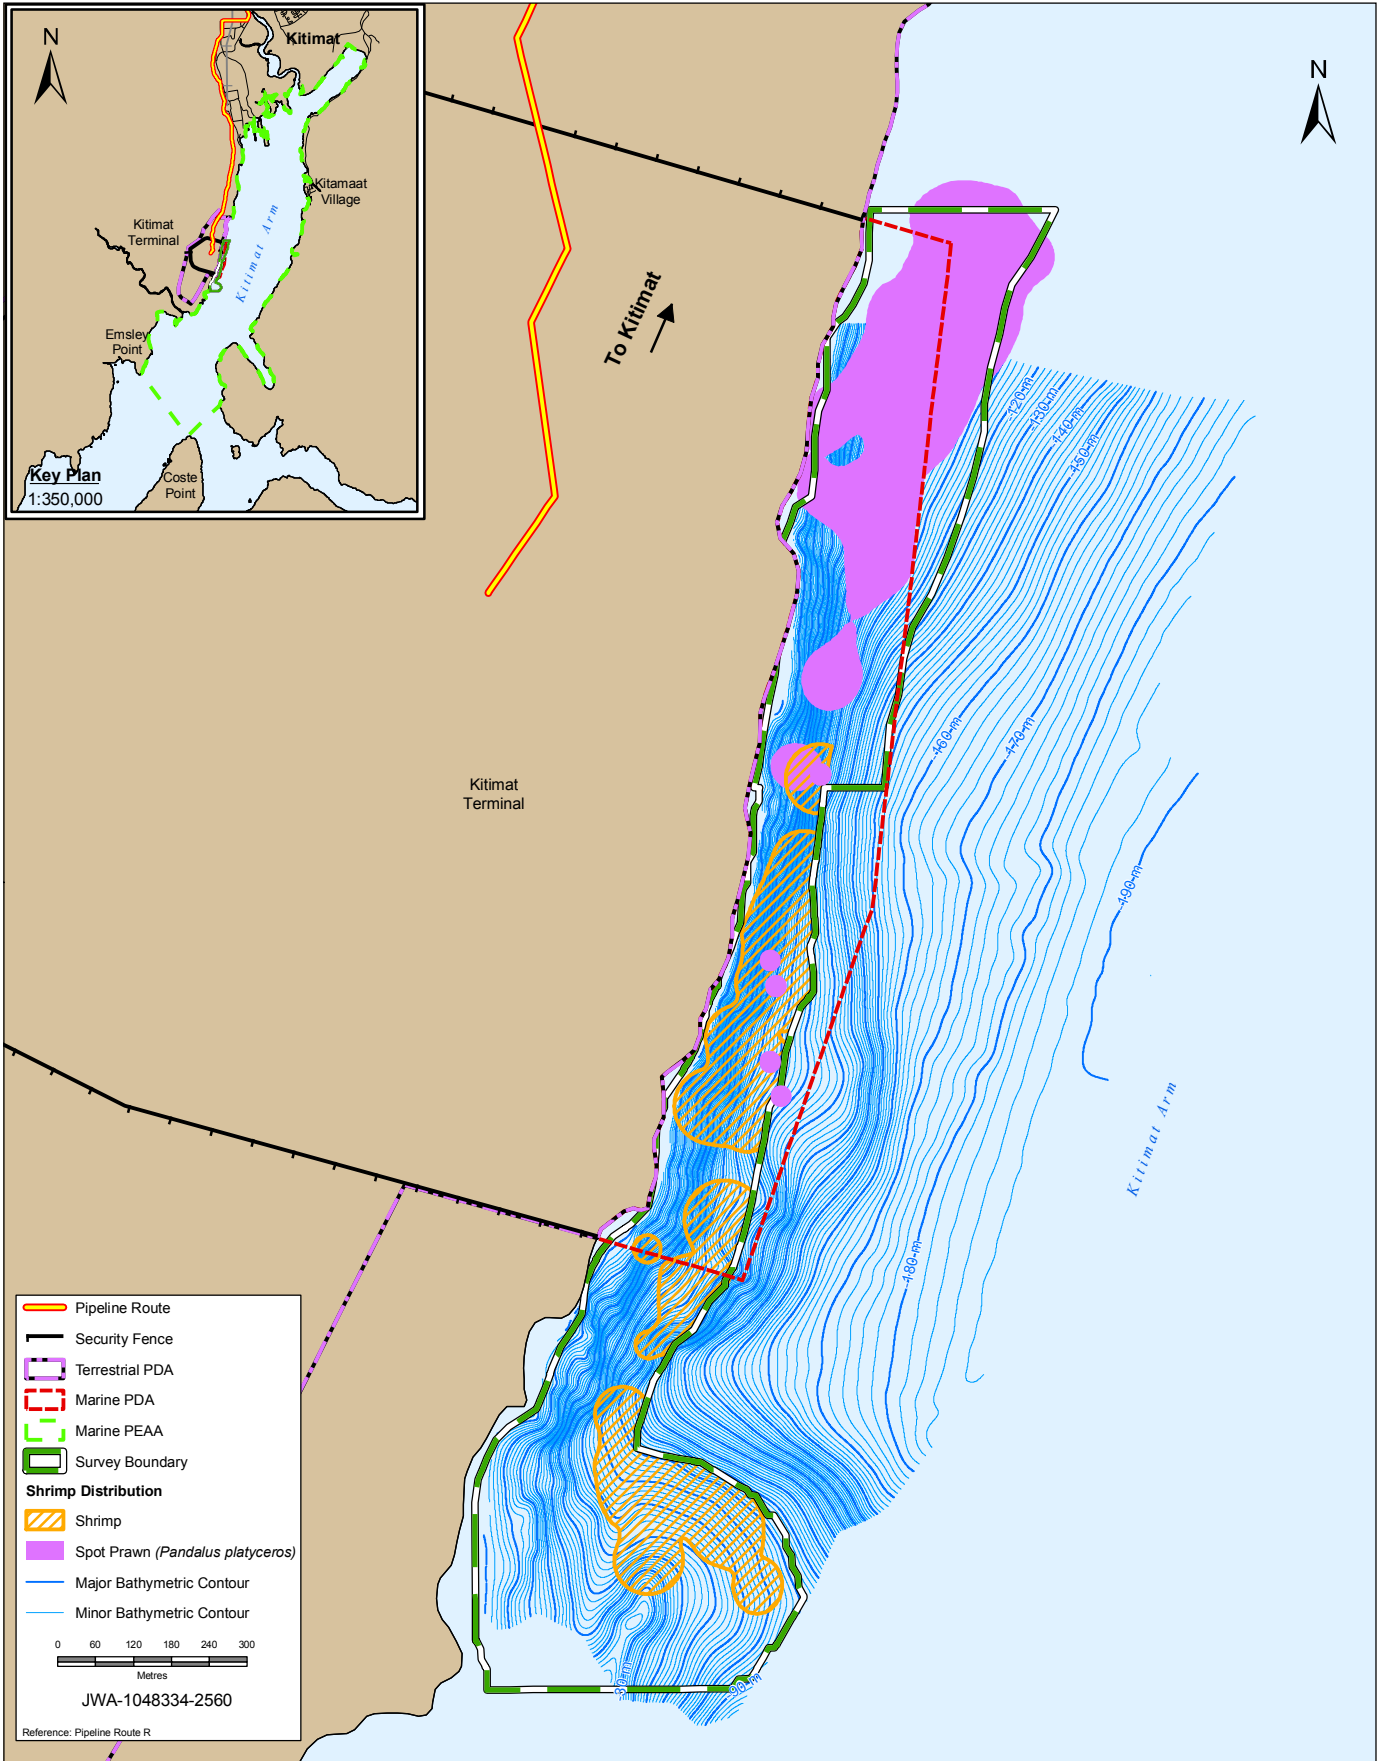 N
Kitimat
Kitamaat
Village
Kitimat
Terminal
Kitimat Arm
Emsley
Point
Coste
Point
Key Plan
1:350,000
N
To Kitimat
-120 m
-130 m
-140 m
-150 m
-160 m
-170 m
-190 m
Kitimat
Terminal
Kitimat Arm
-180 m
-30 m
-90 m
Pipeline Route
Security Fence
Terrestrial PDA
Marine PDA
Marine PEAA
Survey Boundary
Shrimp Distribution
Shrimp
Spot Prawn (Pandalus platyceros)
Major Bathymetric Contour
Minor Bathymetric Contour
0 60 120 180 240 300
Metres
JWA-1048334-2560
Reference: Pipeline Route R